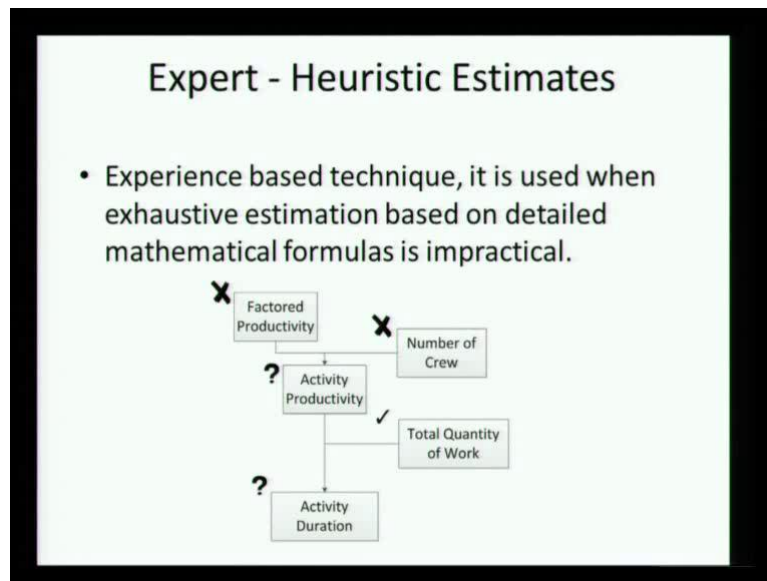 Expert - Heuristic Estimates
• Experience based technique, it is used when
exhaustive estimation based on detailed
mathematical formulas is impractical.
✗
Factored
Productivity
✗
Number of
Crew
?
Activity
Productivity
✓
Total Quantity
of Work
?
Activity
Duration